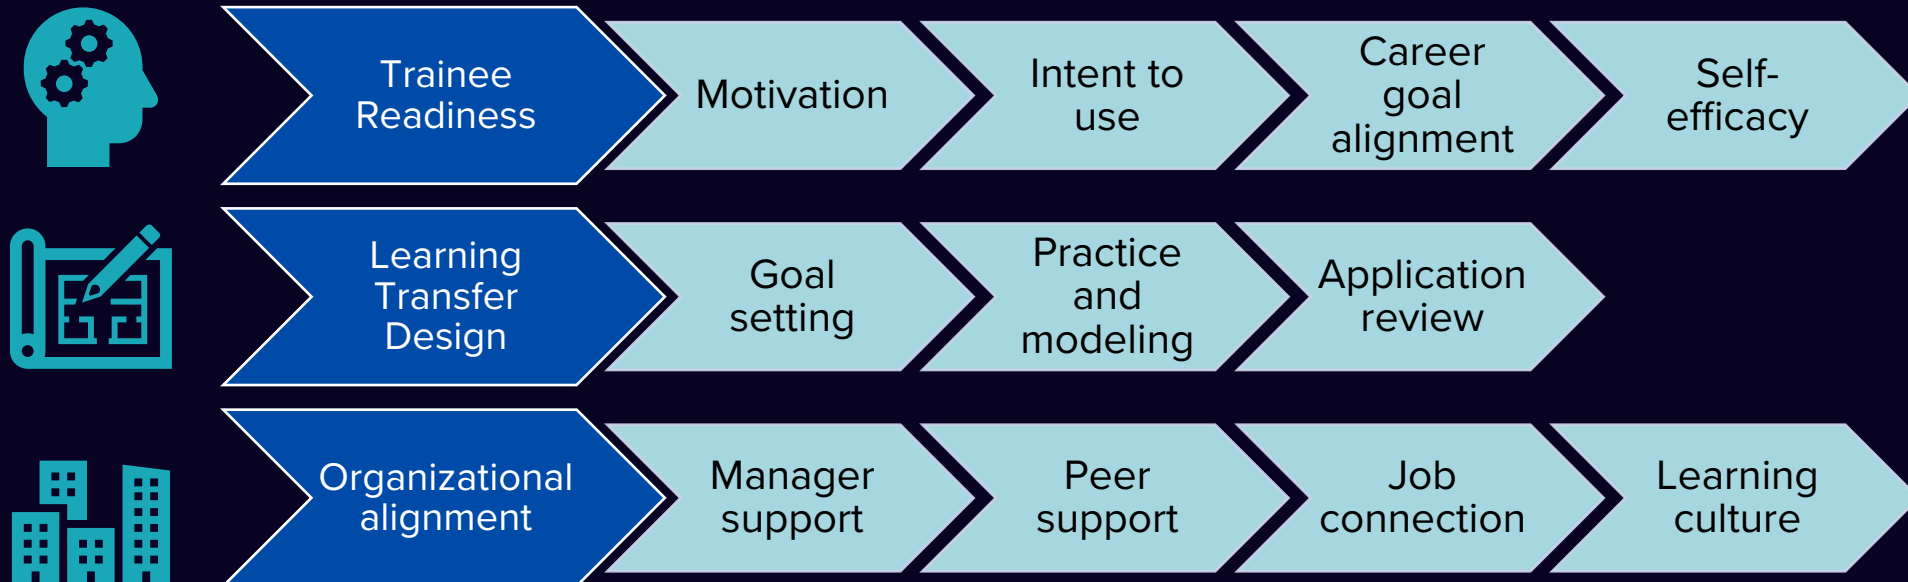 Trainee
Readiness
Motivation
Intent to
use
Career
goal
alignment
Self-
efficacy
Learning
Transfer
Design
Goal
setting
Practice
and
modeling
Application
review
Organizational
alignment
Manager
support
Peer
support
Job
connection
Learning
culture